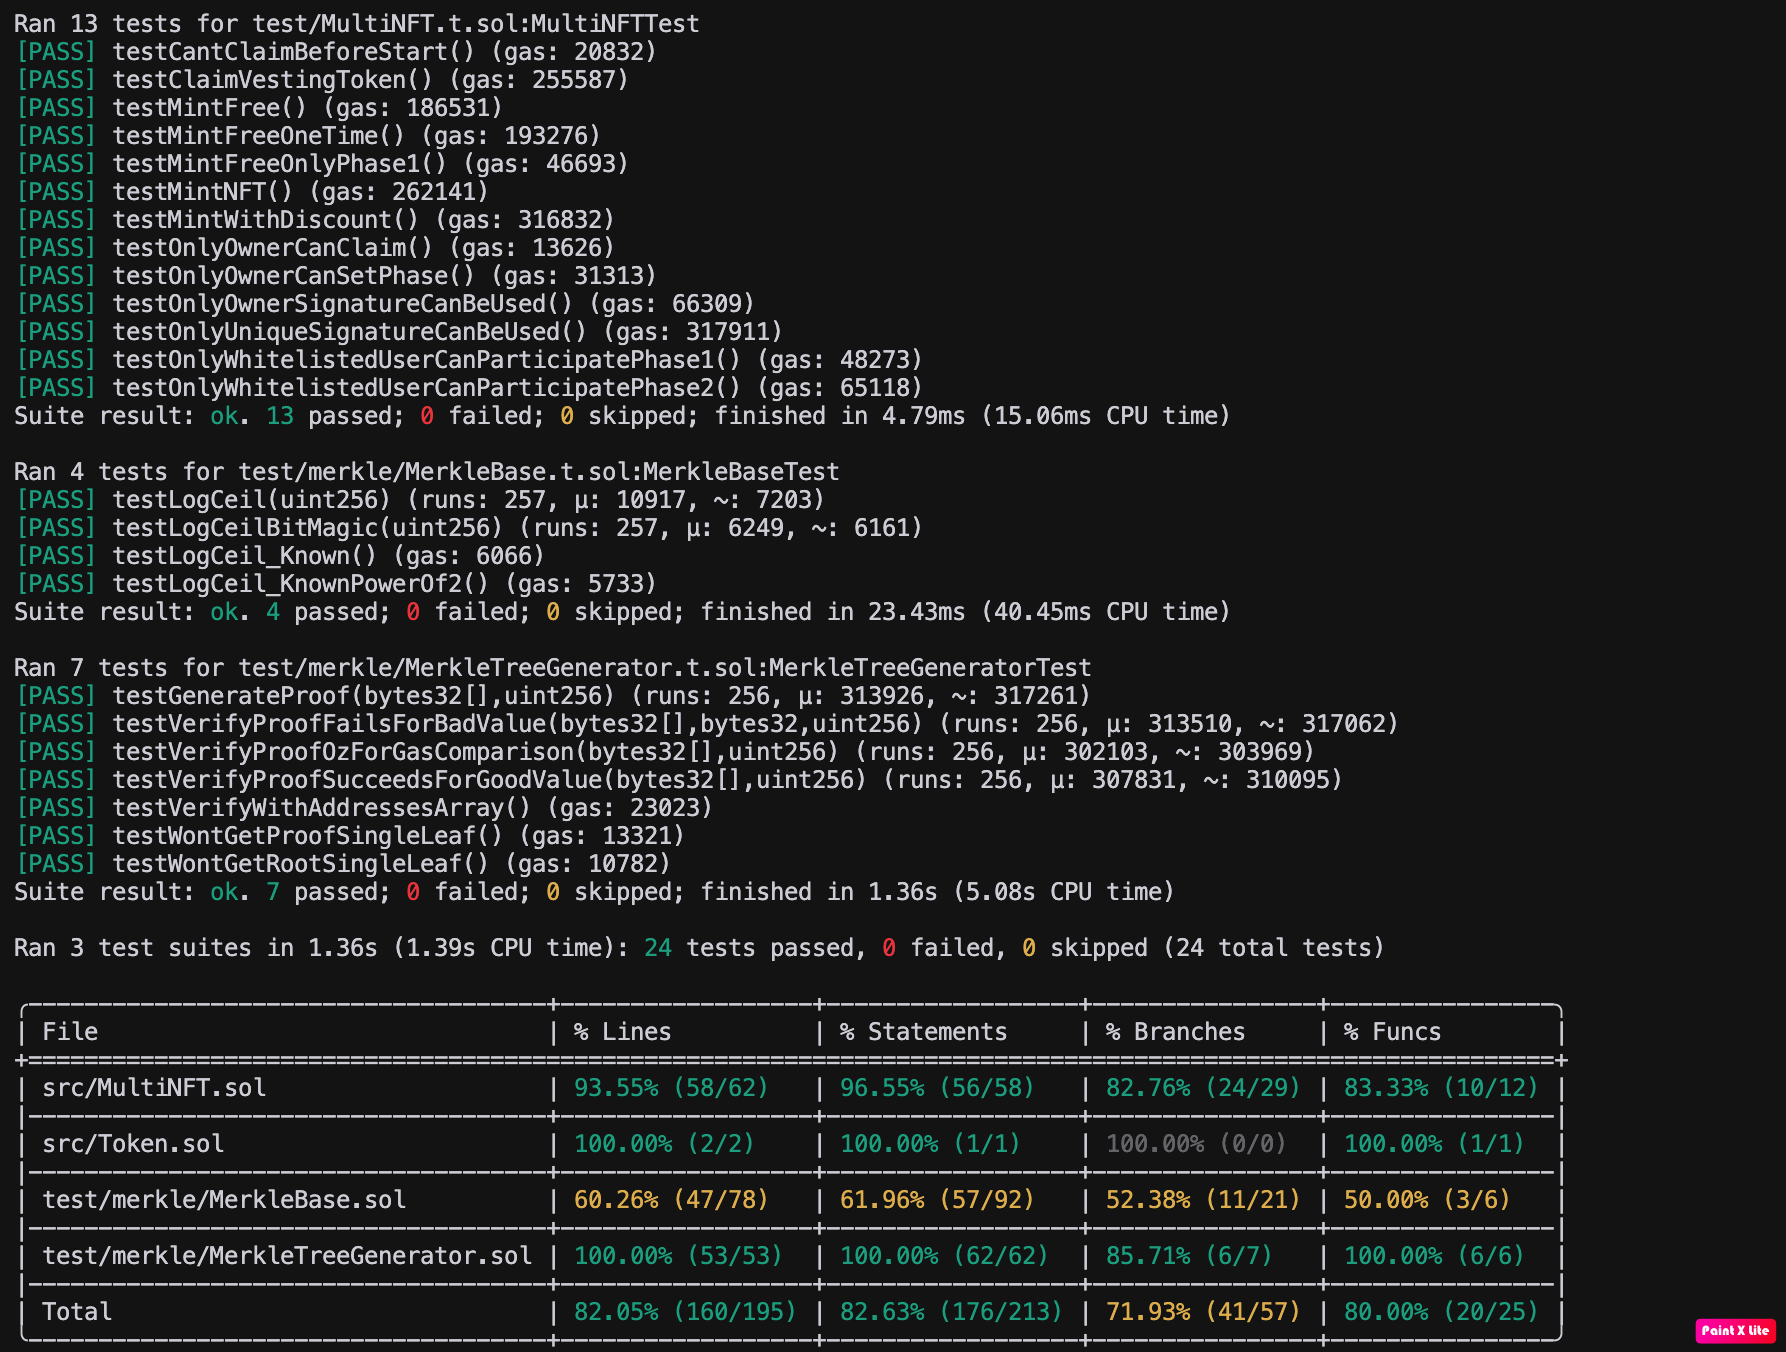 Ran 13 tests for test/MultiNFT.t.sol:MultiNFTTest
[PASS] testCantClaimBeforeStart() (gas: 20832)
[PASS] testClaimVestingToken() (gas: 255587)
[PASS] testMintFree() (gas: 186531)
[PASS] testMintFreeOneTime() (gas: 193276)
[PASS] testMintFreeOnlyPhase1() (gas: 46693)
[PASS] testMintNFT() (gas: 262141)
[PASS] testMintWithDiscount() (gas: 316832)
[PASS] testOnlyOwnerCanClaim() (gas: 13626)
[PASS] testOnlyOwnerCanSetPhase() (gas: 31313)
[PASS] testOnlyOwnerSignatureCanBeUsed() (gas: 66309)
[PASS] testOnlyUniqueSignatureCanBeUsed() (gas: 317911)
[PASS] testOnlyWhitelistedUserCanParticipatePhase1() (gas: 48273)
[PASS] testOnlyWhitelistedUserCanParticipatePhase2() (gas: 65118)
Suite result: ok. 13 passed; 0 failed; 0 skipped; finished in 4.79ms (15.06ms CPU time)
Ran 4 tests for test/merkle/MerkleBase.t.sol:MerkleBaseTest
[PASS] testLogCeil(uint256) (runs: 257, μ: 10917, ~: 7203)
[PASS] testLogCeilBitMagic(uint256) (runs: 257, μ: 6249, ~: 6161)
[PASS] testLogCeil_Known() (gas: 6066)
[PASS] testLogCeil_KnownPowerOf2() (gas: 5733)
Suite result: ok. 4 passed; 0 failed; 0 skipped; finished in 23.43ms (40.45ms CPU time)
Ran 7 tests for test/merkle/MerkleTreeGenerator.t.sol:MerkleTreeGeneratorTest
[PASS] testGenerateProof(bytes32[],uint256) (runs: 256, μ: 313926, ~: 317261)
[PASS] testVerifyProofFailsForBadValue(bytes32[],bytes32,uint256) (runs: 256, μ: 313510, ~: 317062)
[PASS] testVerifyProofOzForGasComparison(bytes32[],uint256) (runs: 256, μ: 302103, ~: 303969)
[PASS] testVerifyProofSucceedsForGoodValue(bytes32[],uint256) (runs: 256, μ: 307831, ~: 310095)
[PASS] testVerifyWithAddressesArray() (gas: 23023)
[PASS] testWontGetProofSingleLeaf() (gas: 13321)
[PASS] testWontGetRootSingleLeaf() (gas: 10782)
Suite result: ok. 7 passed; 0 failed; 0 skipped; finished in 1.36s (5.08s CPU time)
Ran 3 test suites in 1.36s (1.39s CPU time): 24 tests passed, 0 failed, 0 skipped (24 total tests)
| File | % Lines | % Statements | % Branches | % Funcs |
| src/MultiNFT.sol | 93.55% (58/62) | 96.55% (56/58) | 82.76% (24/29) | 83.33% (10/12) |
| src/Token.sol | 100.00% (2/2) | 100.00% (1/1) | 100.00% (0/0) | 100.00% (1/1) |
| test/merkle/MerkleBase.sol | 60.26% (47/78) | 61.96% (57/92) | 52.38% (11/21) | 50.00% (3/6) |
| test/merkle/MerkleTreeGenerator.sol | 100.00% (53/53) | 100.00% (62/62) | 85.71% (6/7) | 100.00% (6/6) |
| Total | 82.05% (160/195) | 82.63% (176/213) | 71.93% (41/57) | 80.00% (20/25) |
Paint X Lite